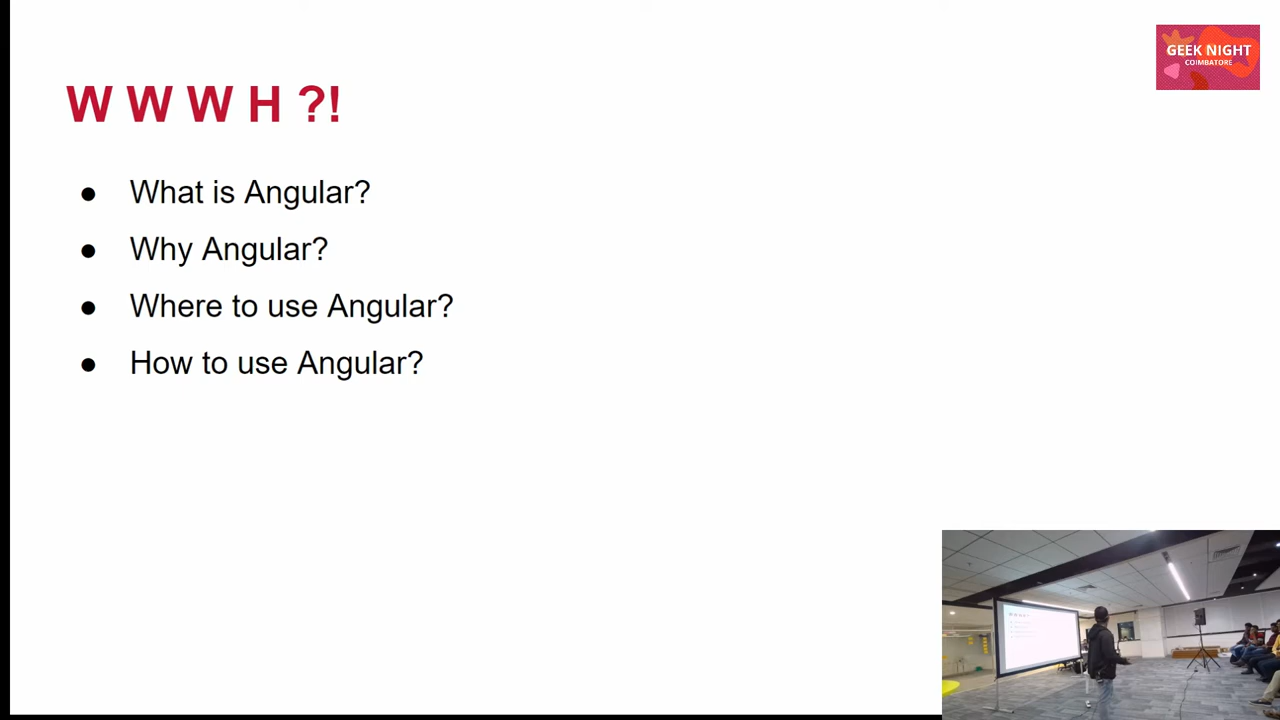 GEEK NIGHT
COIMBATORE
W W W H ?!
● What is Angular?
● Why Angular?
● Where to use Angular?
● How to use Angular?